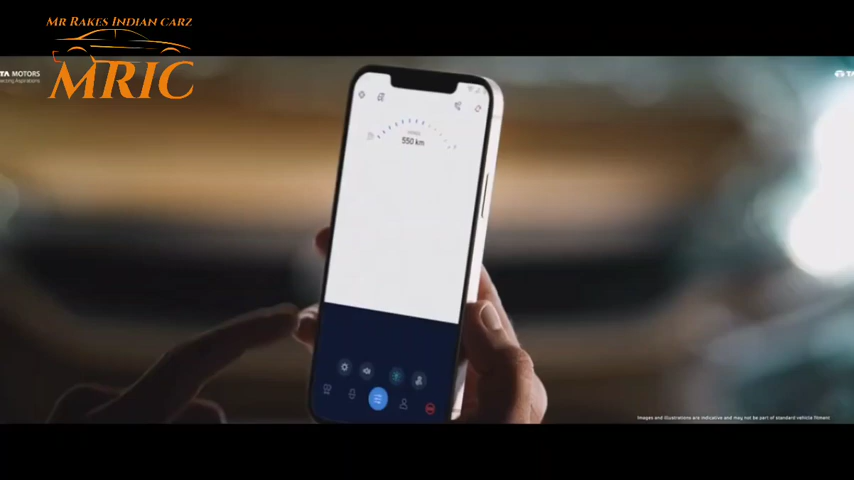 Mr Rakes Indian carz
MRIC
TA MOTORS
TA
550 km
Images and illustrations are indicative and may not be part of standard vehicle fitment